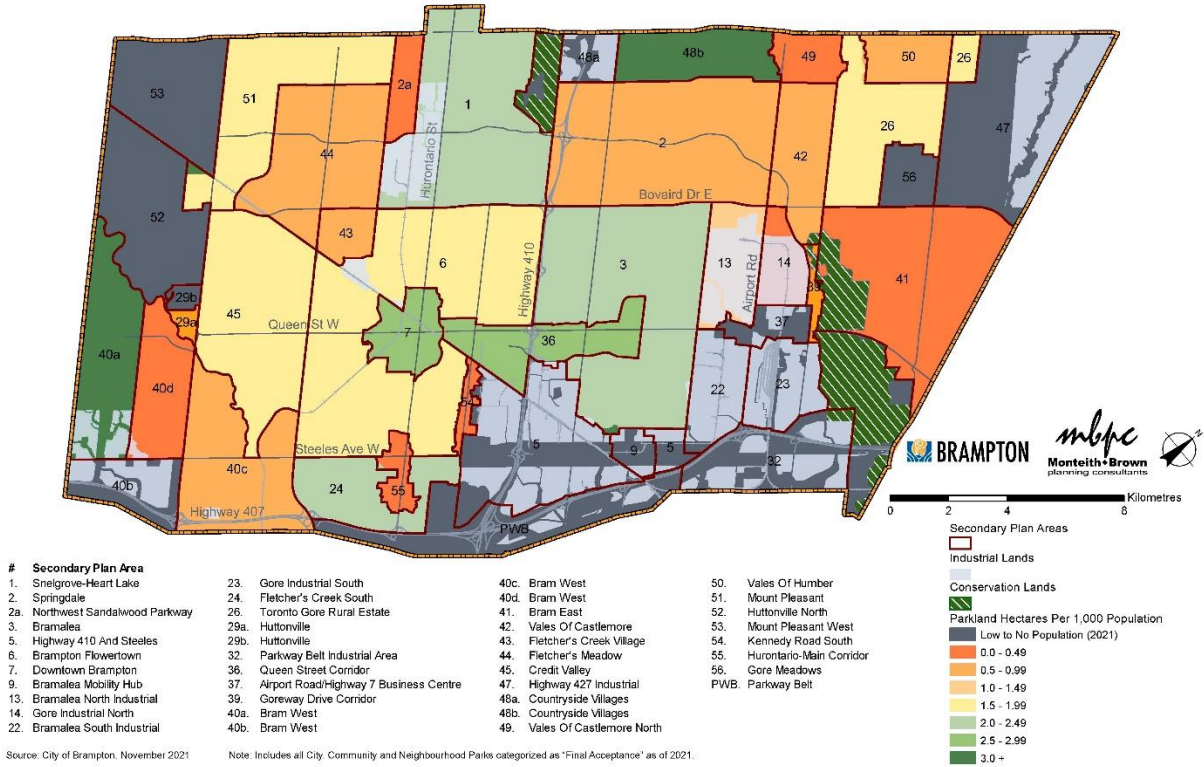 53
51
2a
1
48a
48b
49
50
26
47
44
Hurontario St
2
42
26
56
52
Bovaird Dr E
43
6
Highway 410
3
13
Airport Rd
14
41
39
29b
29a
45
Queen St W
7
36
37
40a
40d
54
22
23
Steeles Ave W
5
9
5
32
40b
40c
24
55
Highway 407
PWB
BRAMPTON
mbpc
Monteith+Brown
planning consultants
N
Kilometres
0 2 4 8
Secondary Plan Areas
Industrial Lands
Conservation Lands
Parkland Hectares Per 1,000 Population
Low to No Population (2021)
0.0 - 0.49
0.5 - 0.99
1.0 - 1.49
1.5 - 1.99
2.0 - 2.49
2.5 - 2.99
3.0 +
# Secondary Plan Area
1. Snelgrove-Heart Lake
2. Springdale
2a. Northwest Sandalwood Parkway
3. Bramalea
5. Highway 410 And Steeles
6. Brampton Flowertown
7. Downtown Brampton
9. Bramalea Mobility Hub
13. Bramalea North Industrial
14. Gore Industrial North
22. Bramalea South Industrial
23. Gore Industrial South
24. Fletcher's Creek South
26. Toronto Gore Rural Estate
29a. Huttonville
29b. Huttonville
32. Parkway Belt Industrial Area
36. Queen Street Corridor
37. Airport Road/Highway 7 Business Centre
39. Goreway Drive Corridor
40a. Bram West
40b. Bram West
40c. Bram West
40d. Bram West
41. Bram East
42. Vales Of Castlemore
43. Fletcher's Creek Village
44. Fletcher's Meadow
45. Credit Valley
47. Highway 427 Industrial
48a. Countryside Villages
48b. Countryside Villages
49. Vales Of Castlemore North
50. Vales Of Humber
51. Mount Pleasant
52. Huttonville North
53. Mount Pleasant West
54. Kennedy Road South
55. Hurontario-Main Corridor
56. Gore Meadows
PWB. Parkway Belt
Source: City of Brampton, November 2021
Note: Includes all City, Community and Neighbourhood Parks categorized as "Final Acceptance" as of 2021.